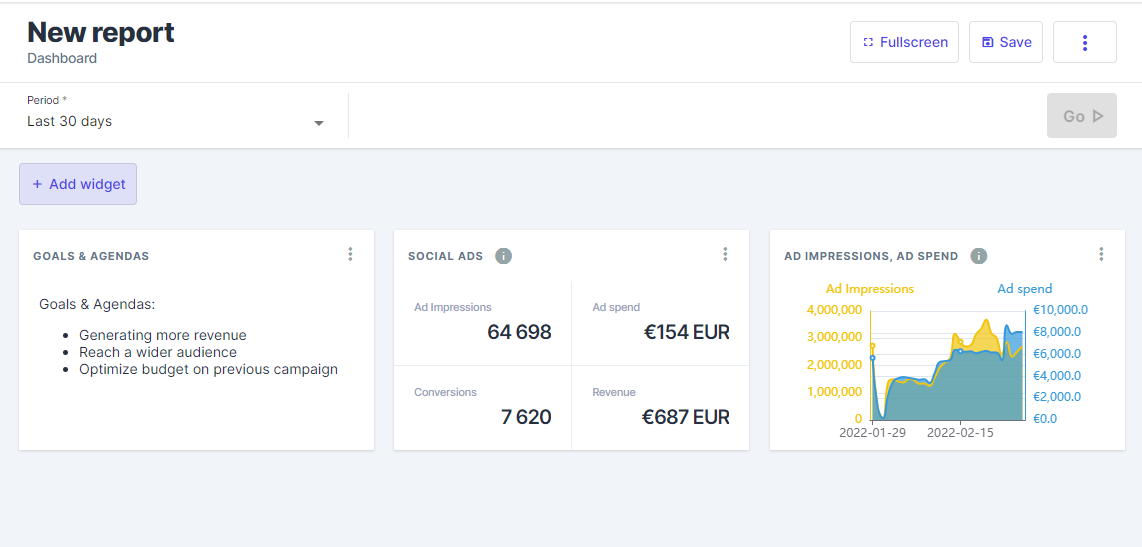 New report
Dashboard
Fullscreen
Save
Period *
Last 30 days
Go
+ Add widget
GOALS & AGENDAS
Goals & Agendas:
• Generating more revenue
• Reach a wider audience
• Optimize budget on previous campaign
SOCIAL ADS i
Ad Impressions
64 698
Ad spend
€154 EUR
Conversions
7 620
Revenue
€687 EUR
AD IMPRESSIONS, AD SPEND i
Ad Impressions
Ad spend
4,000,000
3,000,000
2,000,000
1,000,000
0
€10,000.0
€8,000.0
€6,000.0
€4,000.0
€2,000.0
€0.0
2022-01-29
2022-02-15